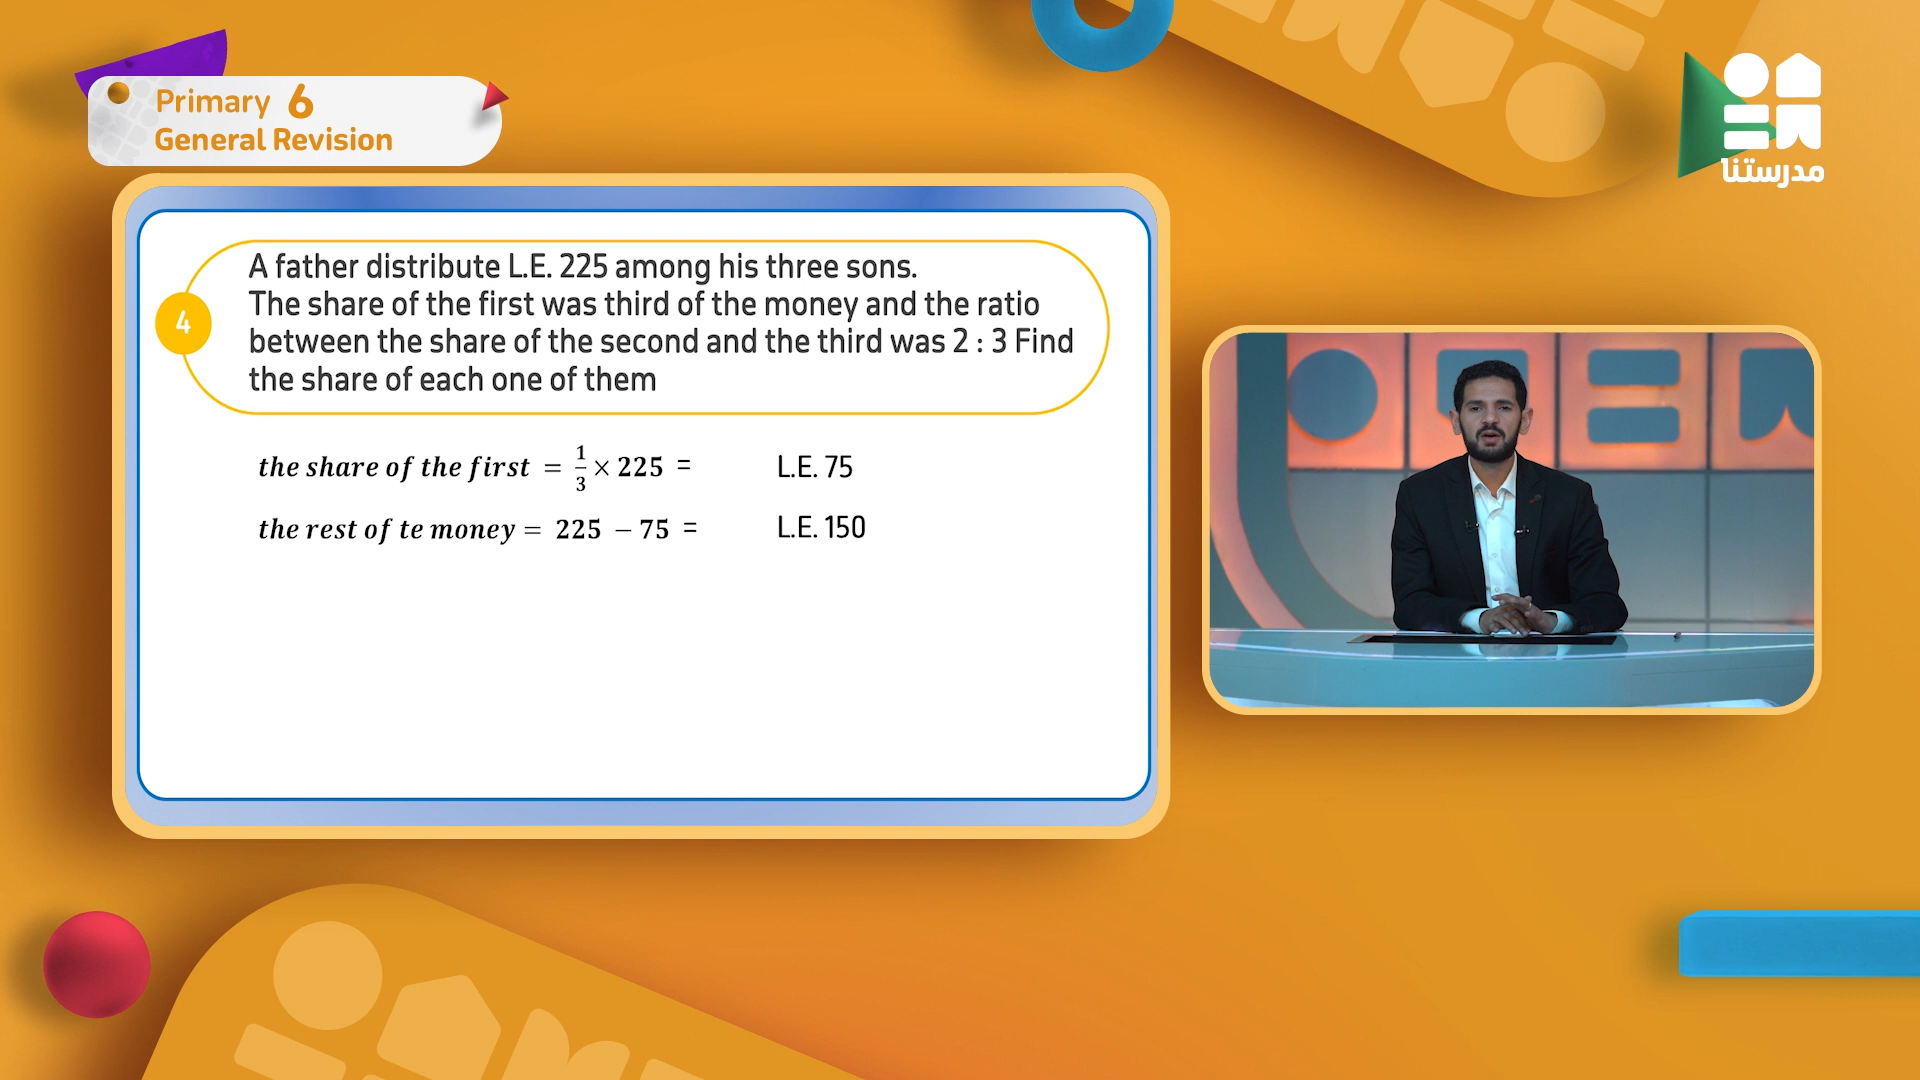 Primary 6
General Revision
مدرستنا
4
A father distribute L.E. 225 among his three sons.
The share of the first was third of the money and the ratio
between the share of the second and the third was 2 : 3 Find
the share of each one of them
the share of the first = 1/3 × 225 = L.E. 75
the rest of te money = 225 − 75 = L.E. 150